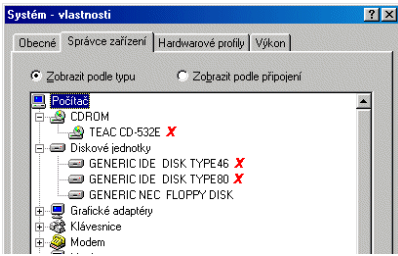 Systém - vlastnosti
Obecné Správce zařízení Hardwarové profily Výkon
Zobrazit podle typu Zobrazit podle připojení
Počítač
CDROM
TEAC CD-532E X
Diskové jednotky
GENERIC IDE DISK TYPE46 X
GENERIC IDE DISK TYPE80 X
GENERIC NEC FLOPPY DISK
Grafické adaptéry
Klávesnice
Modem